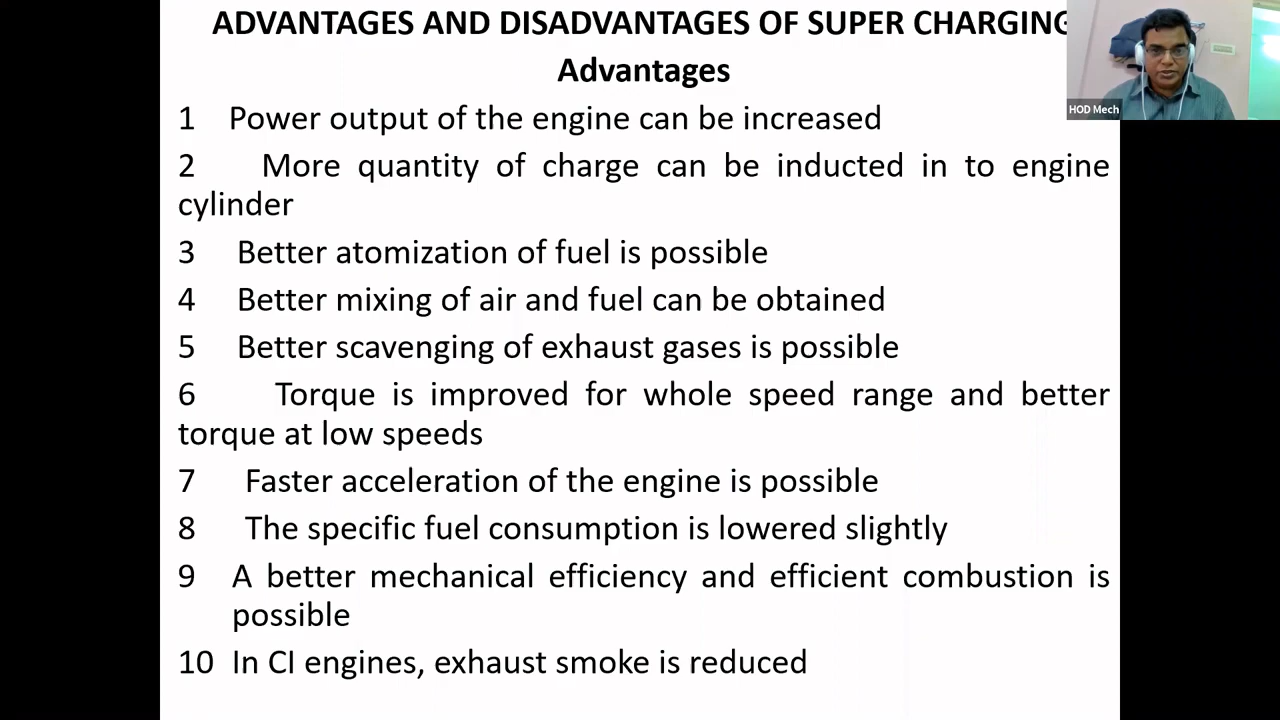 ADVANTAGES AND DISADVANTAGES OF SUPER CHARGING
Advantages
HOD Mech
1 Power output of the engine can be increased
2 More quantity of charge can be inducted in to engine
cylinder
3 Better atomization of fuel is possible
4 Better mixing of air and fuel can be obtained
5 Better scavenging of exhaust gases is possible
6 Torque is improved for whole speed range and better
torque at low speeds
7 Faster acceleration of the engine is possible
8 The specific fuel consumption is lowered slightly
9 A better mechanical efficiency and efficient combustion is
possible
10 In CI engines, exhaust smoke is reduced